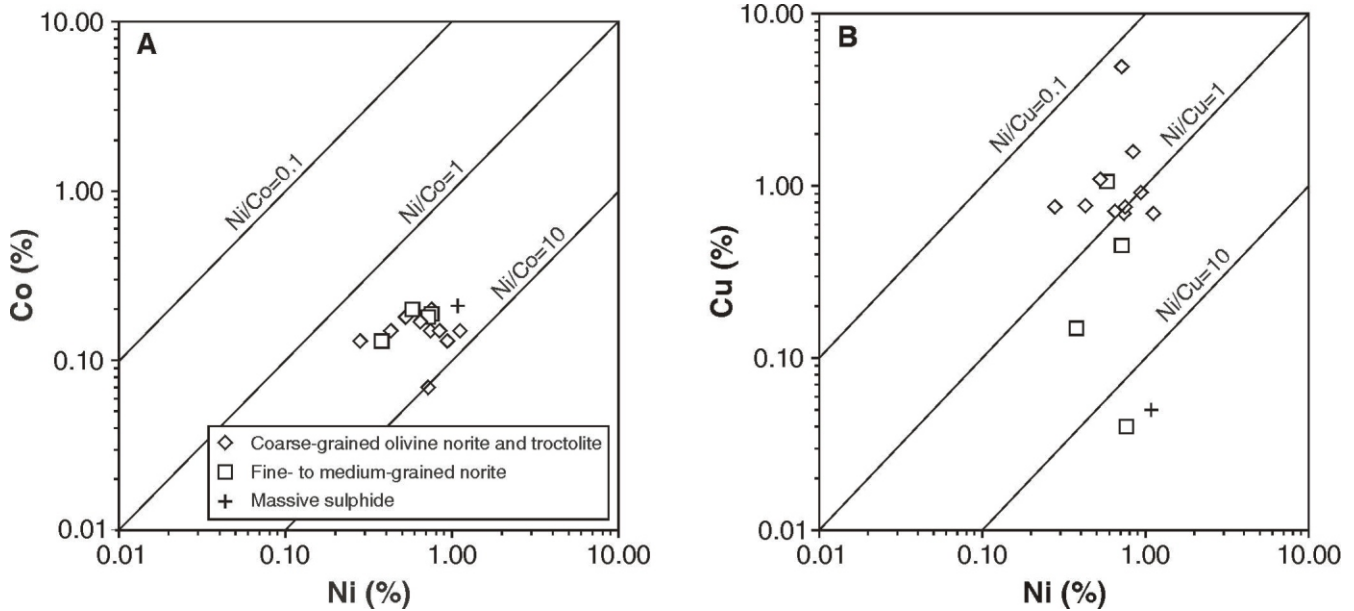 A
10.00
1.00
0.10
0.01
Co (%)
Ni/Co=0.1
Ni/Co=1
Ni/Co=10
Coarse-grained olivine norite and troctolite
Fine- to medium-grained norite
Massive sulphide
0.01
0.10
1.00
10.00
Ni (%)
B
10.00
1.00
0.10
0.01
Cu (%)
Ni/Cu=0.1
Ni/Cu=1
Ni/Cu=10
0.01
0.10
1.00
10.00
Ni (%)